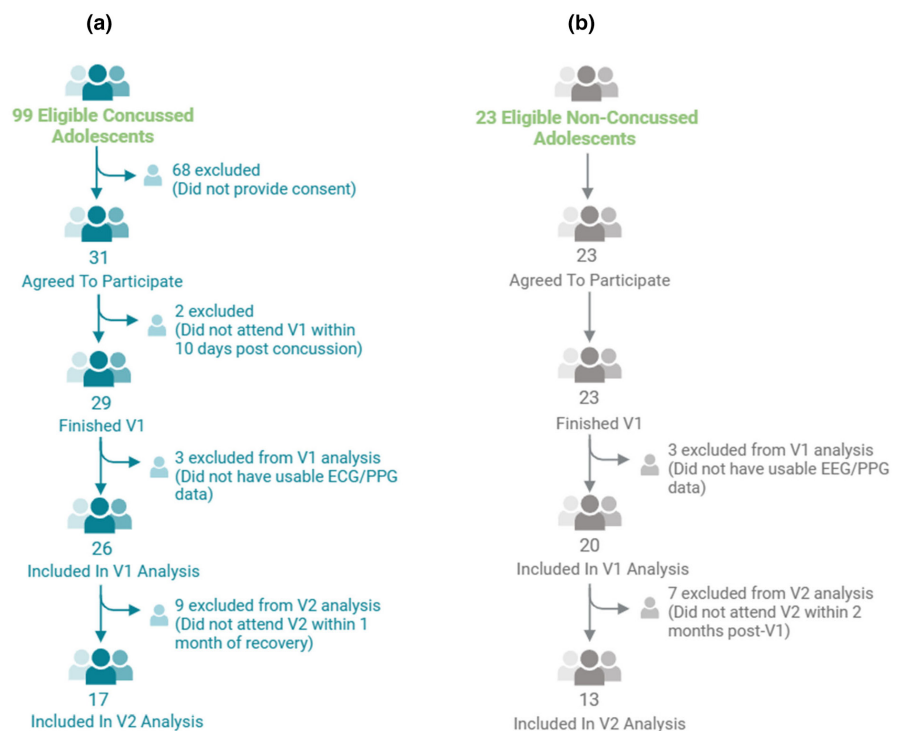 (a)
99 Eligible Concussed
Adolescents
68 excluded
(Did not provide consent)
31
Agreed To Participate
2 excluded
(Did not attend V1 within
10 days post concussion)
29
Finished V1
3 excluded from V1 analysis
(Did not have usable ECG/PPG
data)
26
Included In V1 Analysis
9 excluded from V2 analysis
(Did not attend V2 within 1
month of recovery)
17
Included In V2 Analysis
(b)
23 Eligible Non-Concussed
Adolescents
23
Agreed To Participate
23
Finished V1
3 excluded from V1 analysis
(Did not have usable EEG/PPG
data)
20
Included In V1 Analysis
7 excluded from V2 analysis
(Did not attend V2 within 2
months post-V1)
13
Included In V2 Analysis